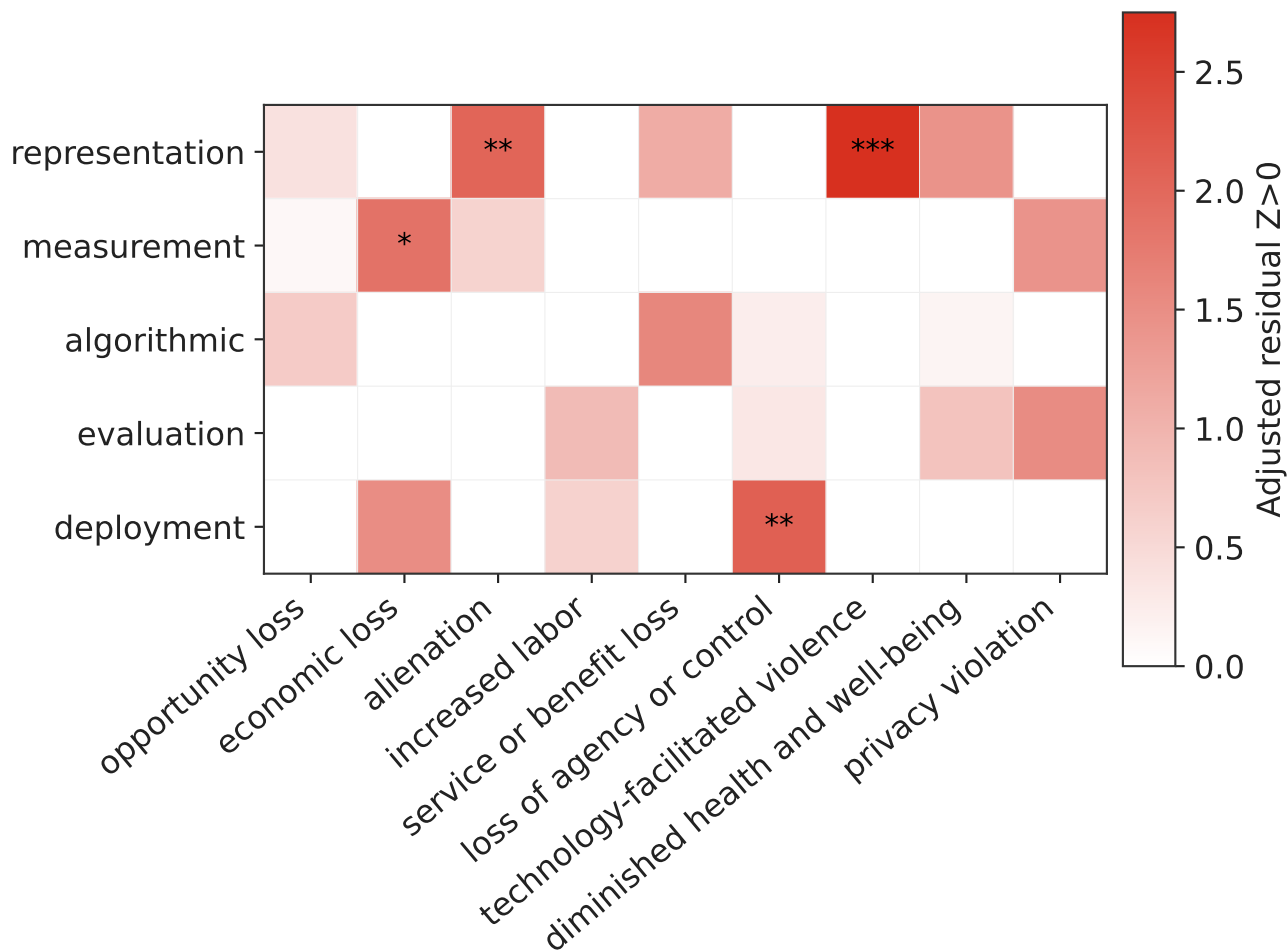 representation
measurement
algorithmic
evaluation
deployment
**
***
*
**
opportunity loss
economic loss
alienation
increased labor
service or benefit loss
loss of agency or control
technology-facilitated violence
diminished health and well-being
privacy violation
2.5
2.0
1.5
1.0
0.5
0.0
Adjusted residual Z>0